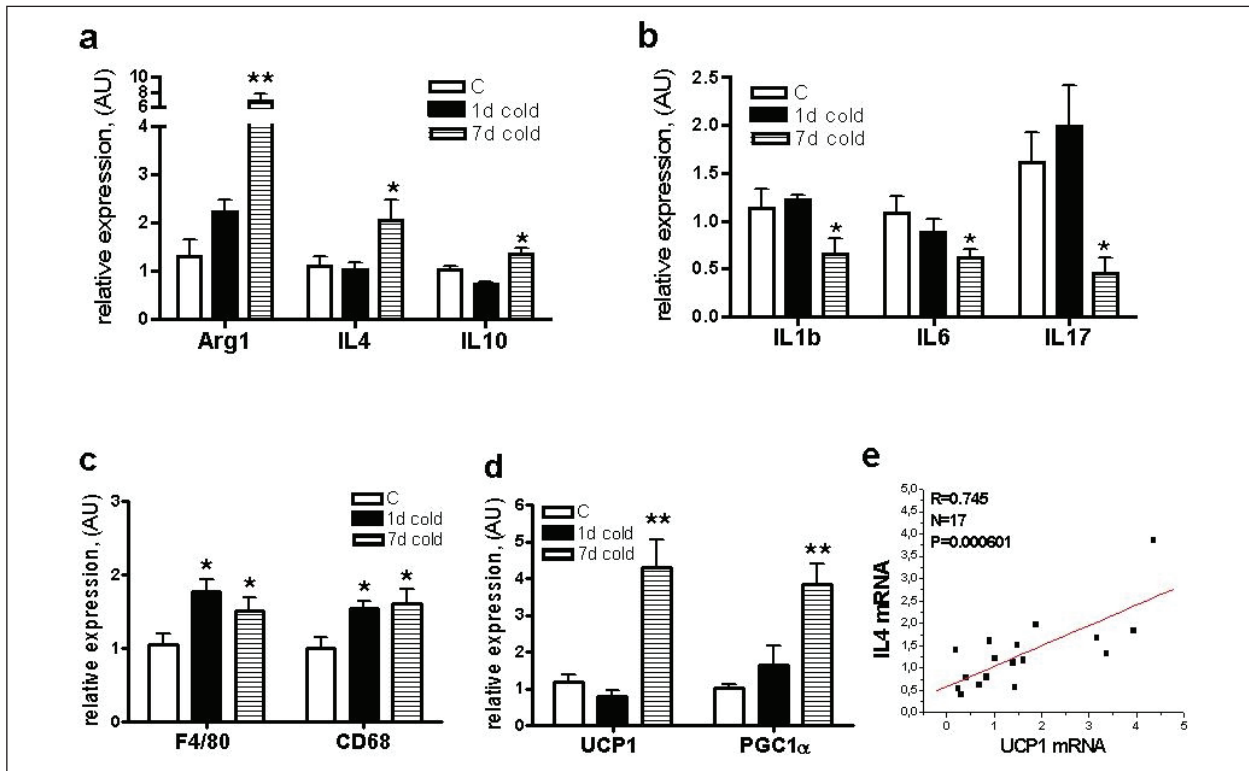 a
relative expression, (AU)
10
8
6
4
3
2
1
0
**
*
*
C
1d cold
7d cold
Arg1 IL4 IL10
b
relative expression, (AU)
2.5
2.0
1.5
1.0
0.5
0.0
C
1d cold
7d cold
*
*
*
IL1b IL6 IL17
c
relative expression, (AU)
3
2
1
0
C
1d cold
7d cold
* * * *
F4/80 CD68
d
relative expression, (AU)
6
5
4
3
2
1
0
C
1d cold
7d cold
**
**
UCP1 PGC1α
e
IL4 mRNA
5,0
4,5
4,0
3,5
3,0
2,5
2,0
1,5
1,0
0,5
0,0
R=0.745
N=17
P=0.000601
0 1 2 3 4 5
UCP1 mRNA